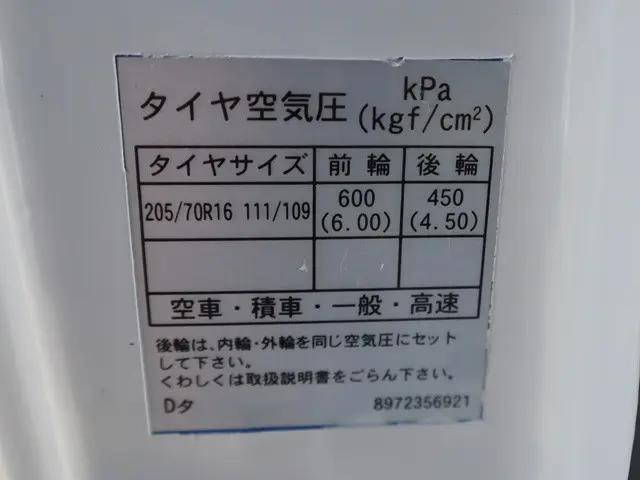 タイヤ空気圧 kPa
(kgf/cm²)
タイヤサイズ 前輪 後輪
205/70R16 111/109 600 450
(6.00) (4.50)
空車・積車・一般・高速
後輪は、内輪・外輪を同じ空気圧にセット
して下さい。
くわしくは取扱説明書をごらん下さい。
Dタ 8972356921